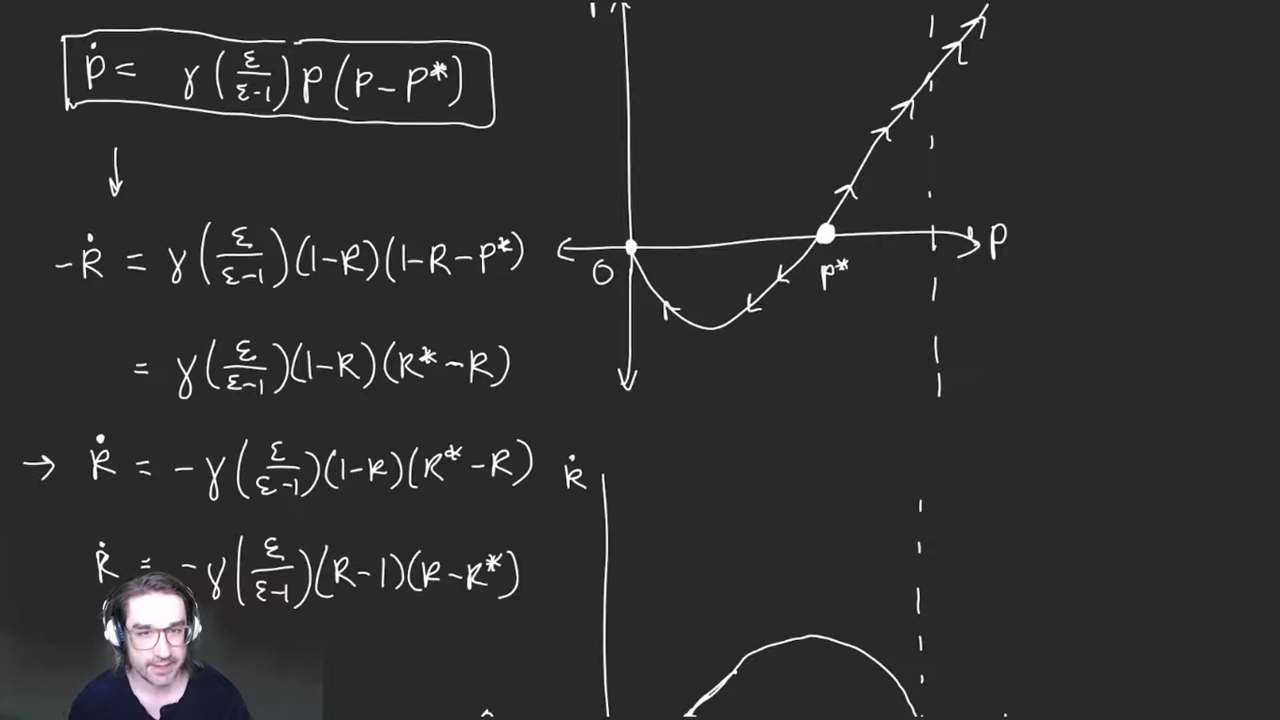 ṗ = γ(ε/ε-1)p(p-p*)
↓
-Ṙ = γ(ε/ε-1)(1-R)(1-R-p*)
= γ(ε/ε-1)(1-R)(R*-R)
→ Ṙ = -γ(ε/ε-1)(1-R)(R*-R)
Ṙ = -γ(ε/ε-1)(R-1)(R-R*)
0
p*
p
Ṙ